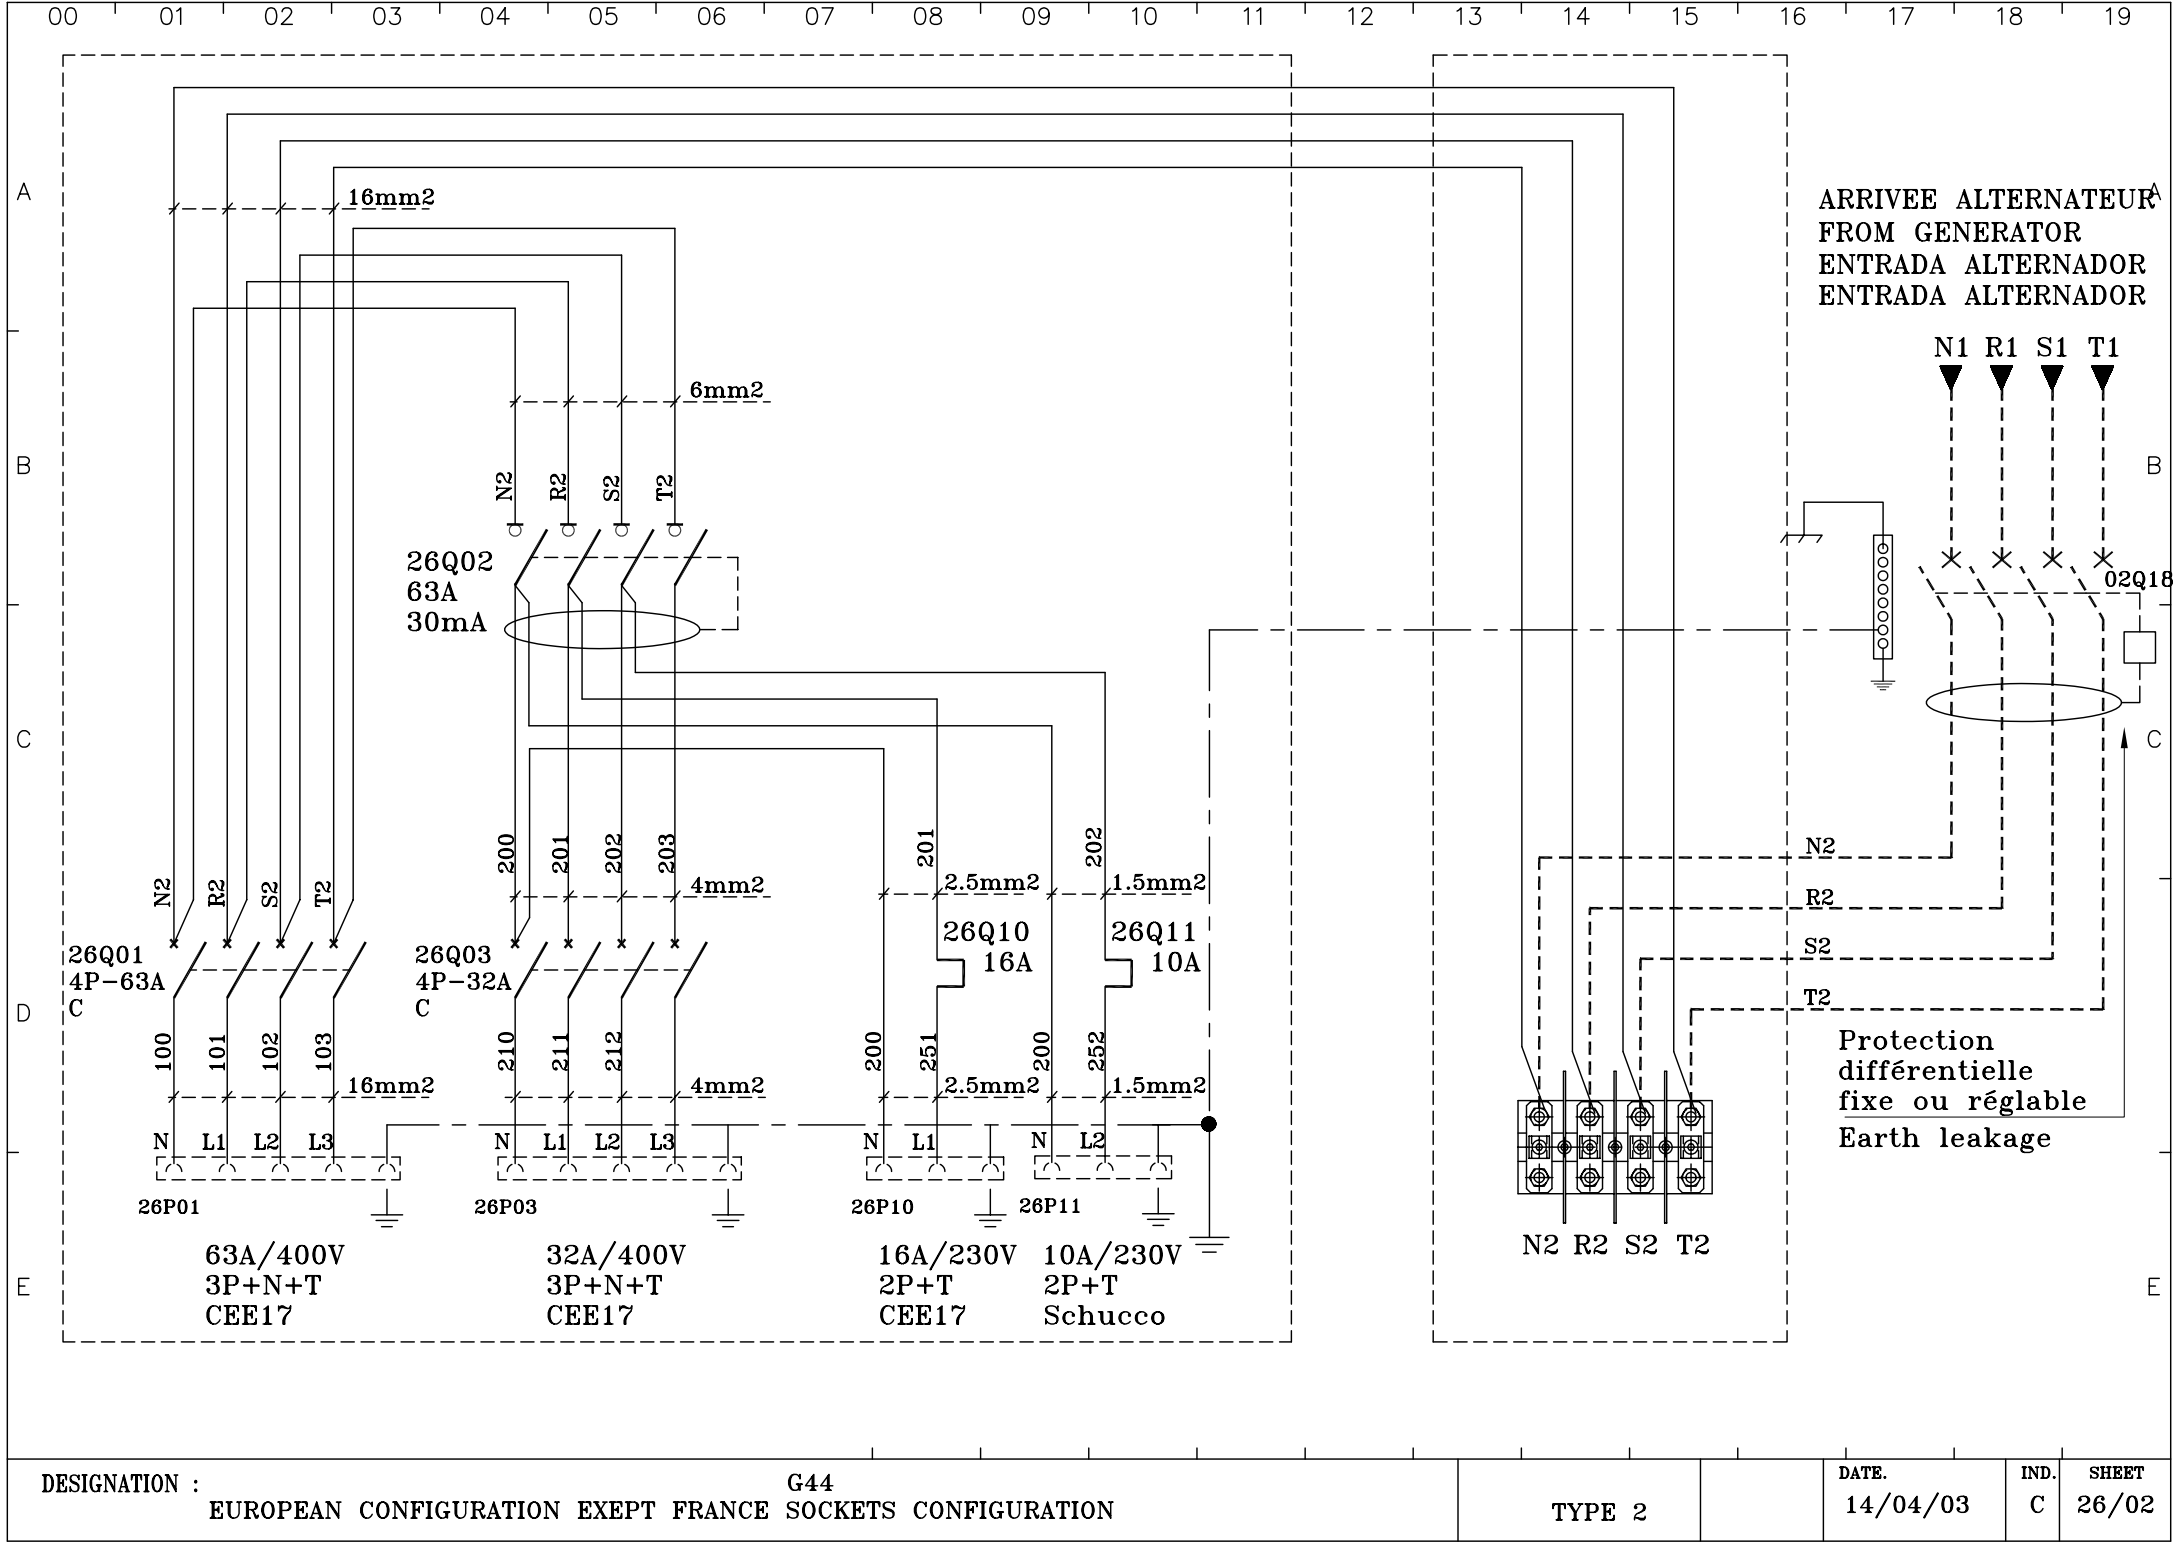 00 01 02 03 04 05 06 07 08 09 10 11 12 13 14 15 16 17 18 19
A
16mm2
ARRIVEE ALTERNATEUR
A
FROM GENERATOR
ENTRADA ALTERNADOR
ENTRADA ALTERNADOR
N1 R1 S1 T1
6mm2
B
B
N2 R2 S2 T2
26Q02
63A
30mA
02Q18
C
C
200 201 202 203
201
202
N2
R2
S2
T2
N2 R2 S2 T2
4mm2
2.5mm2
1.5mm2
26Q01
4P-63A
C
26Q03
4P-32A
C
26Q10
16A
26Q11
10A
D
100 101 102 103
210 211 212
200 251
200 252
16mm2
4mm2
2.5mm2
1.5mm2
Protection
différentielle
fixe ou réglable
Earth leakage
N L1 L2 L3
N L1 L2 L3
N L1
N L2
26P01
26P03
26P10
26P11
N2 R2 S2 T2
E
E
63A/400V
3P+N+T
CEE17
32A/400V
3P+N+T
CEE17
16A/230V
2P+T
CEE17
10A/230V
2P+T
Schucco
DESIGNATION :
G44
EUROPEAN CONFIGURATION EXEPT FRANCE SOCKETS CONFIGURATION
TYPE 2
DATE.
14/04/03
IND.
C
SHEET
26/02